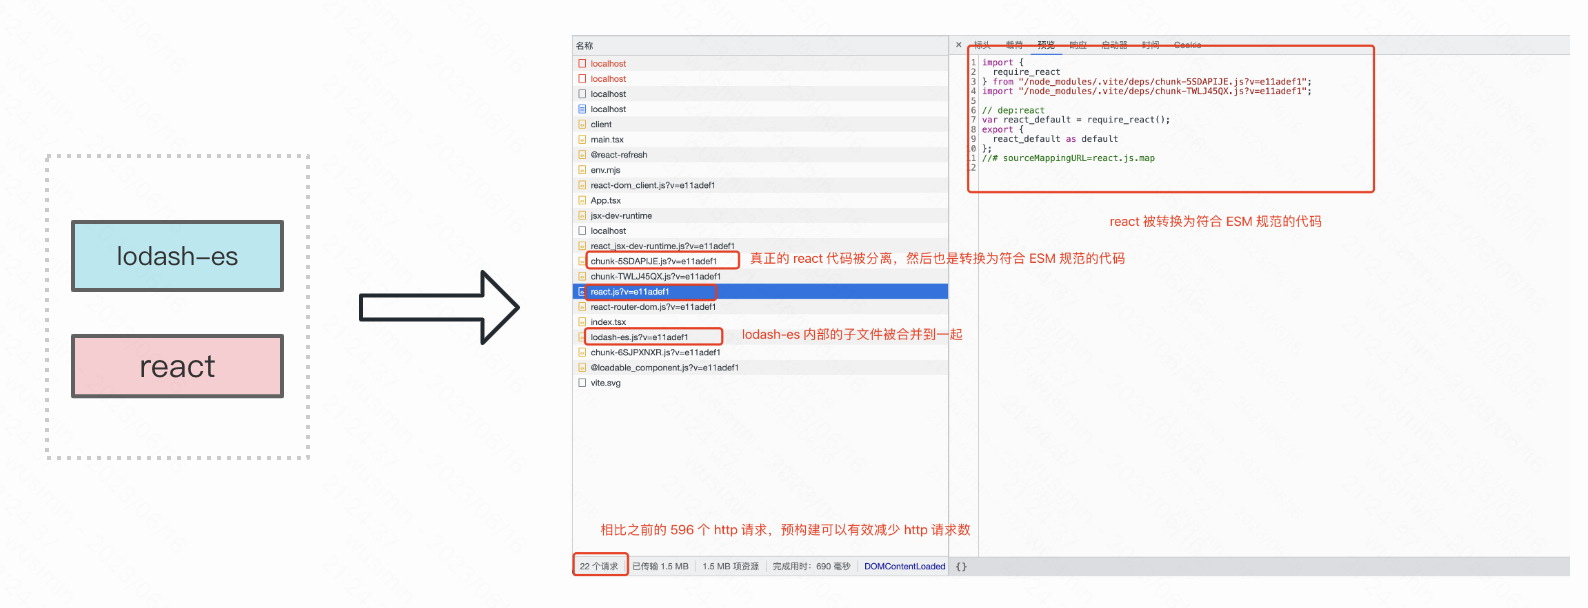 lodash-es
react
名称
localhost
localhost
localhost
localhost
client
main.tsx
@react-refresh
env.mjs
react-dom_client.js?v=e11adef1
App.tsx
jsx-dev-runtime
localhost
react_jsx-dev-runtime.js?v=e11adef1
chunk-5SDAPIJE.js?v=e11adef1
chunk-TWLJ45QX.js?v=e11adef1
react.js?v=e11adef1
react-router-dom.js?v=e11adef1
index.tsx
lodash-es.js?v=e11adef1
chunk-6SJPXNXR.js?v=e11adef1
@loadable_component.js?v=e11adef1
vite.svg
真正的 react 代码被分离，然后也是转换为符合 ESM 规范的代码
lodash-es 内部的子文件被合并到一起
相比之前的 596 个 http 请求，预构建可以有效减少 http 请求数
22 个请求 已传输 1.5 MB 1.5 MB 项资源 完成用时：690 毫秒 DOMContentLoaded {}
× 标头 载荷 预览 响应 启动器 时间 Cookie
1 import {
2 require_react
3 } from "/node_modules/.vite/deps/chunk-5SDAPIJE.js?v=e11adef1";
4 import "/node_modules/.vite/deps/chunk-TWLJ45QX.js?v=e11adef1";
5
6 // dep:react
7 var react_default = require_react();
8 export {
9 react_default as default
10 };
11 //# sourceMappingURL=react.js.map
12
react 被转换为符合 ESM 规范的代码